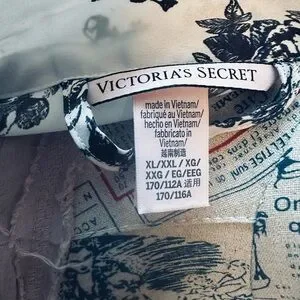 VICTORIA'S SECRET
made in Vietnam/
fabriqué au Vietnam/
hecho en Vietnam/
fabbricato in
Vietnam/
越南制造
XL/XXL / XG/
XXG / EG/EEG
170/112A 适用
170/116A
On